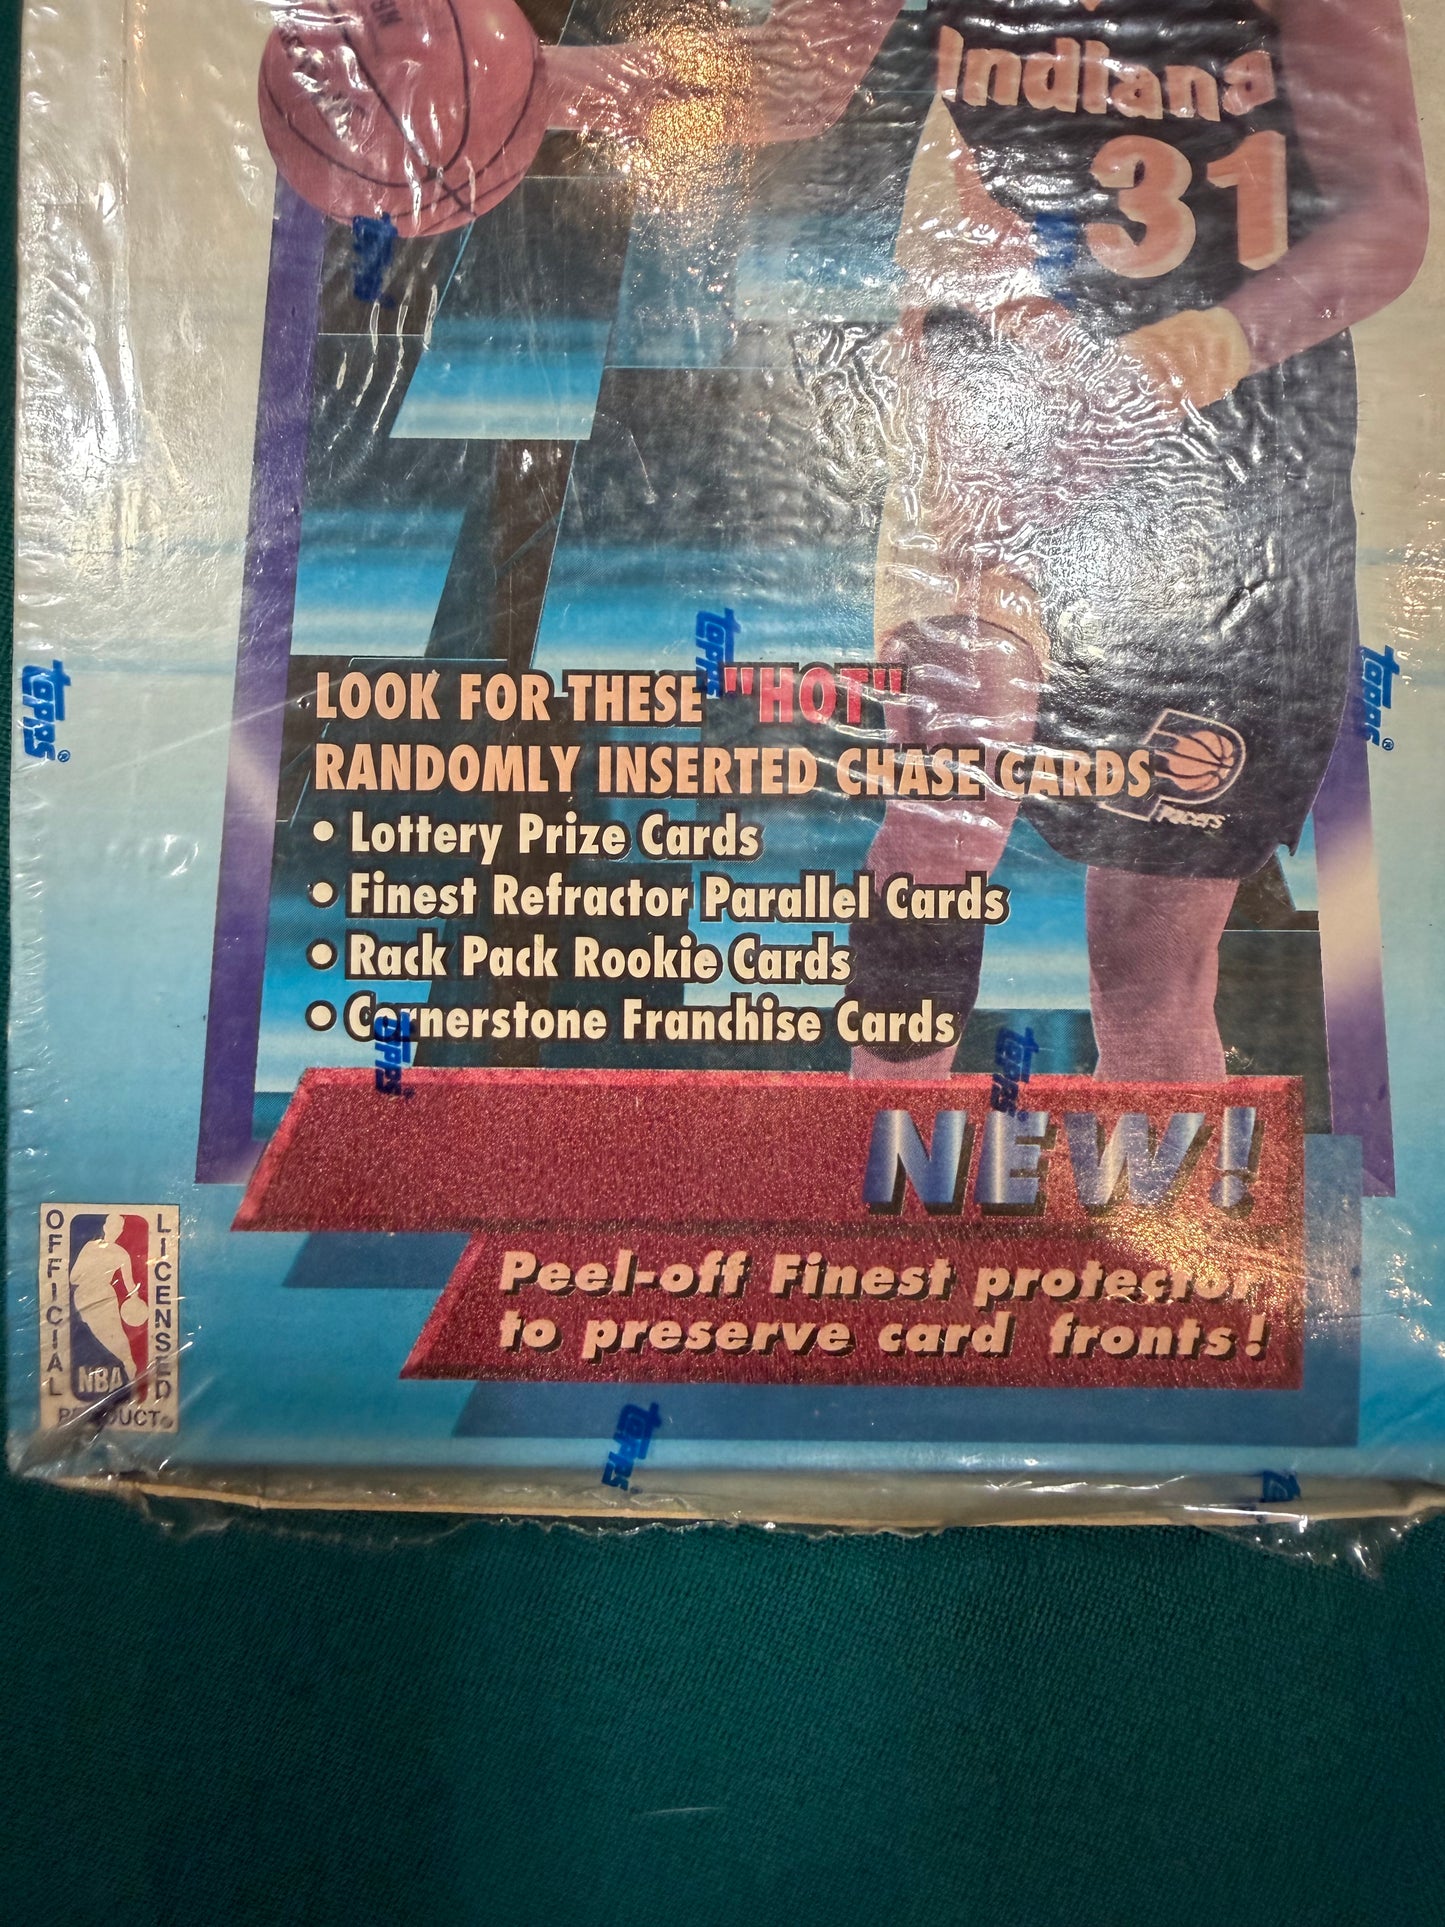 Indiana
31
topps
topps
LOOK FOR THESE "HOT"
RANDOMLY INSERTED CHASE CARDS
• Lottery Prize Cards
• Finest Refractor Parallel Cards
• Rack Pack Rookie Cards
• Cornerstone Franchise Cards
Pacers
topps®
topps®
topps
topps
NEW!
Peel-off Finest protector
to preserve card fronts!
OFFICIAL
LICENSED
NBA
PRODUCT®
topps